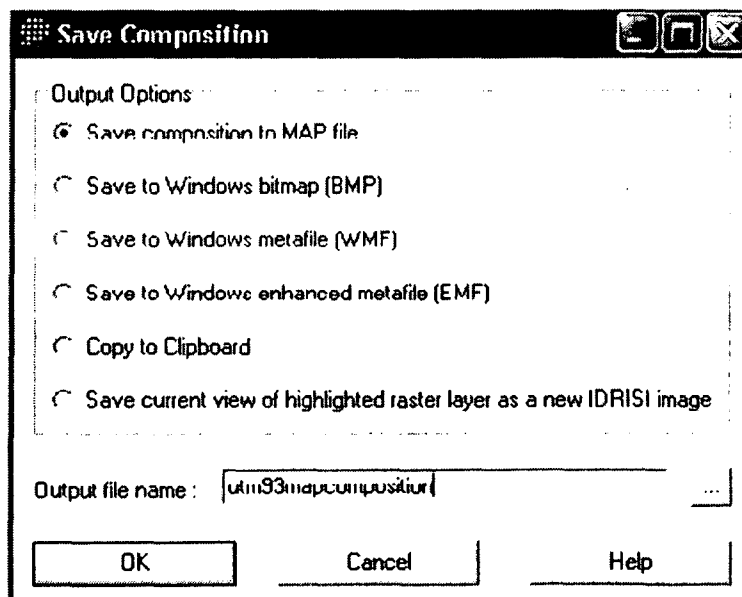 Save Composition
Output Options
Save composition to MAP file
Save to Windows bitmap (BMP)
Save to Windows metafile (WMF)
Save to Windows enhanced metafile (EMF)
Copy to Clipboard
Save current view of highlighted raster layer as a new IDRISI image
Output file name : utm93mapcomposition
...
OK Cancel Help